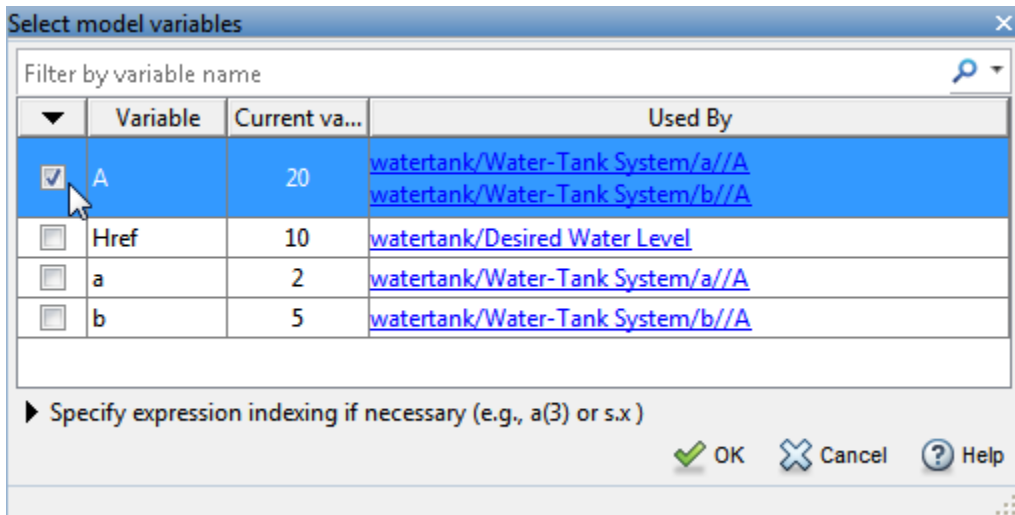 Select model variables
Filter by variable name
Variable Current va... Used By
A 20 watertank/Water-Tank System/a//A
watertank/Water-Tank System/b//A
Href 10 watertank/Desired Water Level
a 2 watertank/Water-Tank System/a//A
b 5 watertank/Water-Tank System/b//A
Specify expression indexing if necessary (e.g., a(3) or s.x )
OK Cancel Help